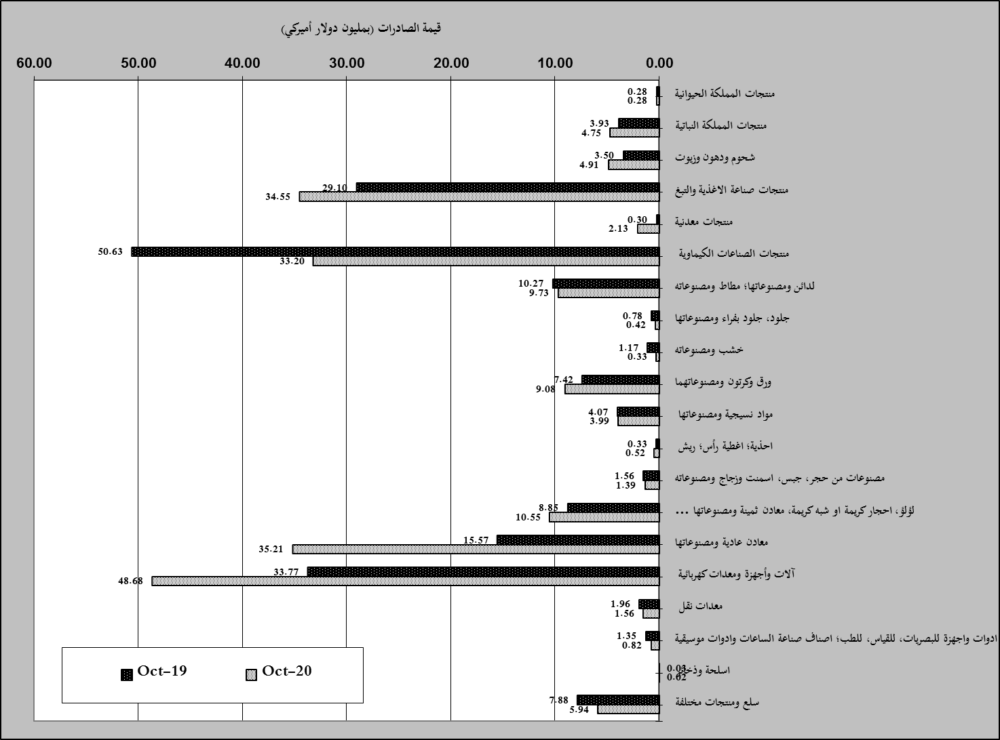 قيمة الصادرات (بمليون دولار أميركي)
60.00 50.00 40.00 30.00 20.00 10.00 0.00
منتجات المملكة الحيوانية
0.28
0.28
منتجات المملكة النباتية
3.93
4.75
شحوم ودهون وزيوت
3.50
4.91
منتجات صناعة الاغذية والتبغ
29.10
34.55
منتجات معدنية
0.30
2.13
منتجات الصناعات الكيماوية
50.63
33.20
لدائن ومصنوعاتها؛ مطاط ومصنوعاته
10.27
9.73
جلود، جلود بفراء ومصنوعاتها
0.78
0.42
خشب ومصنوعاته
1.17
0.33
ورق وكرتون ومصنوعاتهما
7.42
9.08
مواد نسيجية ومصنوعاتها
4.07
3.99
احذية؛ اغطية رأس؛ ريش
0.33
0.52
مصنوعات من حجر، جبس، اسمنت وزجاج ومصنوعاته
1.56
1.39
لؤلؤ، احجار كريمة او شبه كريمة، معادن ثمينة ومصنوعاتها ...
8.85
10.55
معادن عادية ومصنوعاتها
15.57
35.21
آلات وأجهزة ومعدات كهربائية
33.77
48.68
معدات نقل
1.96
1.56
ادوات واجهزة للبصريات، للقياس، للطب؛ اصناف صناعة الساعات وادوات موسيقية
1.35
0.82
اسلحة وذخائر
0.03
0.02
سلع ومنتجات مختلفة
7.88
5.94
Oct-19 Oct-20